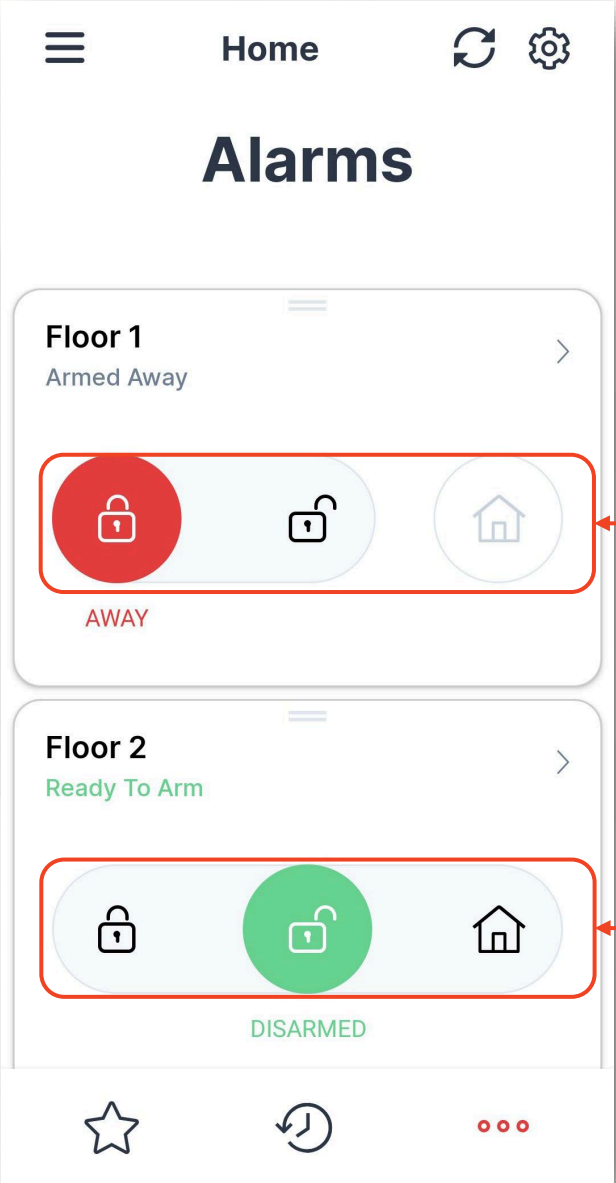 Home
Alarms
Floor 1
Armed Away
AWAY
Floor 2
Ready To Arm
DISARMED